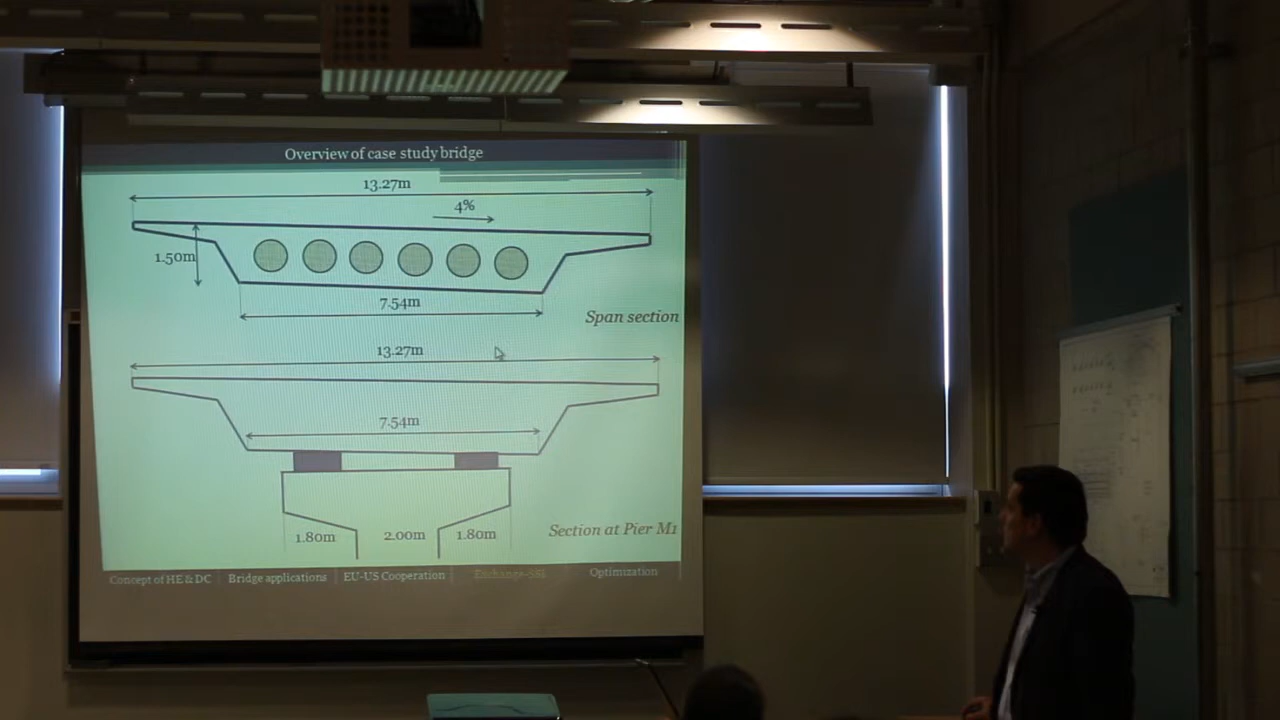 Overview of case study bridge
13.27m
4%
1.50m
7.54m
Span section
13.27m
7.54m
1.80m
2.00m
1.80m
Section at Pier M1
Concept of HE & DC
Bridge applications
EU-US Cooperation
Exchange-SSI
Optimization